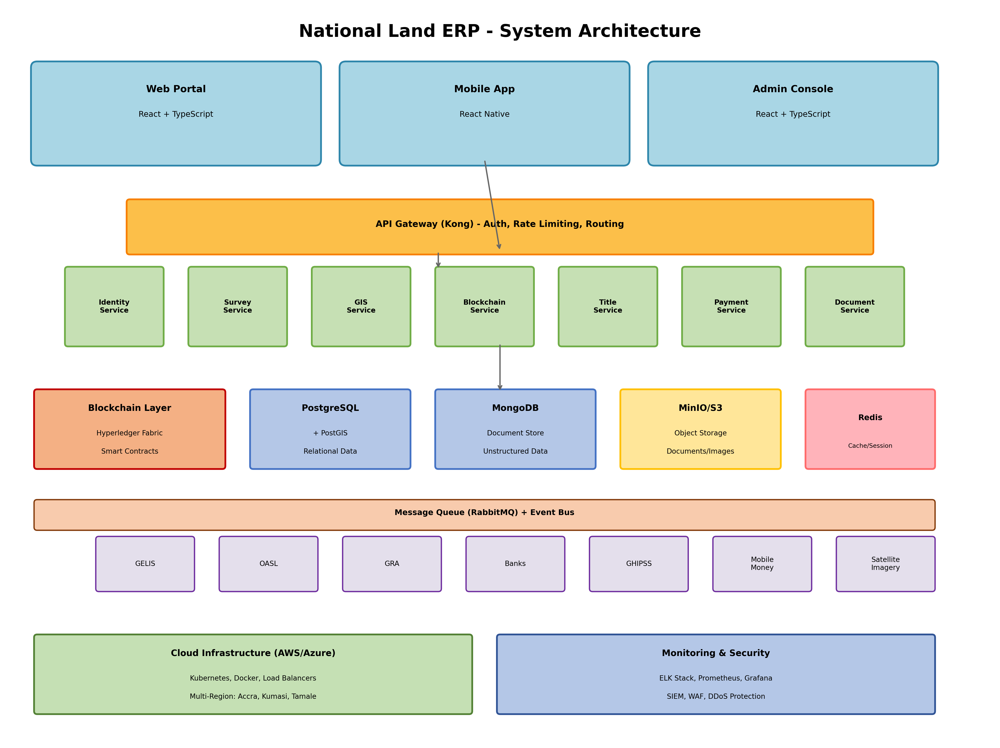 National Land ERP - System Architecture
Web Portal
React + TypeScript
Mobile App
React Native
Admin Console
React + TypeScript
API Gateway (Kong) - Auth, Rate Limiting, Routing
Identity
Service
Survey
Service
GIS
Service
Blockchain
Service
Title
Service
Payment
Service
Document
Service
Blockchain Layer
Hyperledger Fabric
Smart Contracts
PostgreSQL
+ PostGIS
Relational Data
MongoDB
Document Store
Unstructured Data
MinIO/S3
Object Storage
Documents/Images
Redis
Cache/Session
Message Queue (RabbitMQ) + Event Bus
GELIS
OASL
GRA
Banks
GHIPSS
Mobile
Money
Satellite
Imagery
Cloud Infrastructure (AWS/Azure)
Kubernetes, Docker, Load Balancers
Multi-Region: Accra, Kumasi, Tamale
Monitoring & Security
ELK Stack, Prometheus, Grafana
SIEM, WAF, DDoS Protection